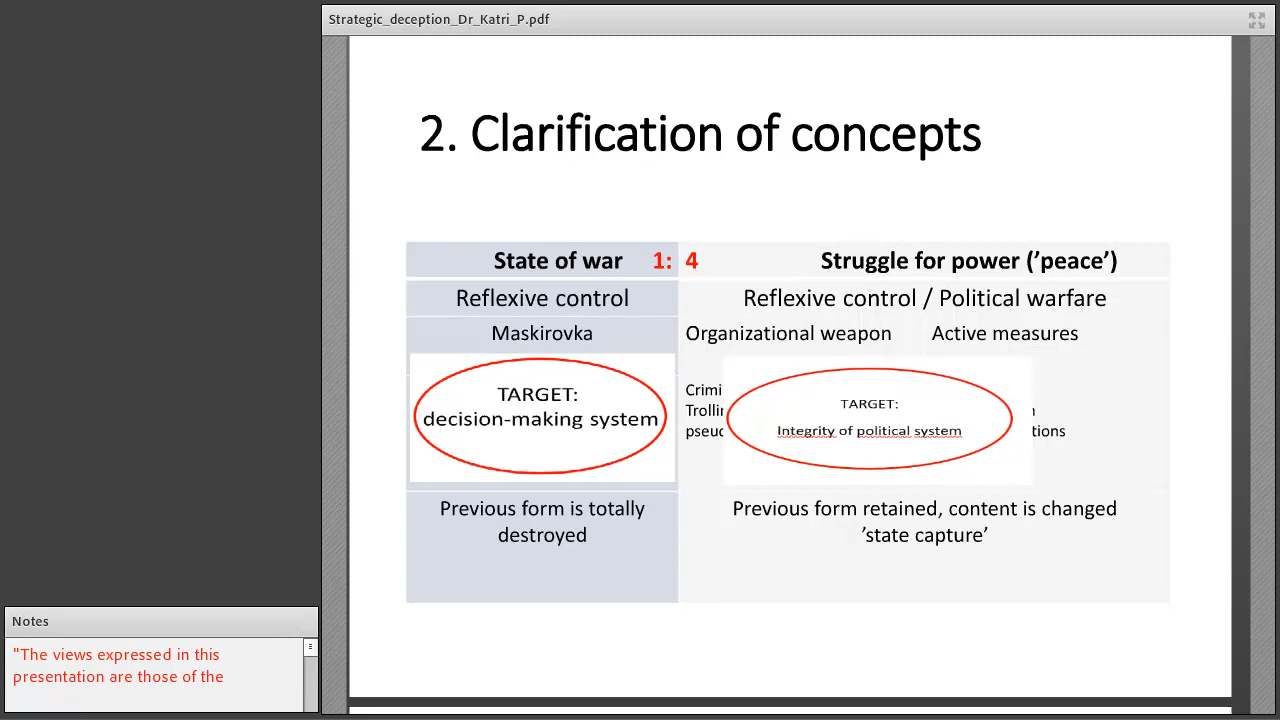 Strategic_deception_Dr_Katri_P.pdf
2. Clarification of concepts
State of war 1: 4 Struggle for power (’peace’)
Reflexive control Reflexive control / Political warfare
Maskirovka Organizational weapon Active measures
TARGET:
decision-making system
TARGET:
Integrity of political system
Previous form is totally
destroyed
Previous form retained, content is changed
’state capture’
Notes
"The views expressed in this
presentation are those of the